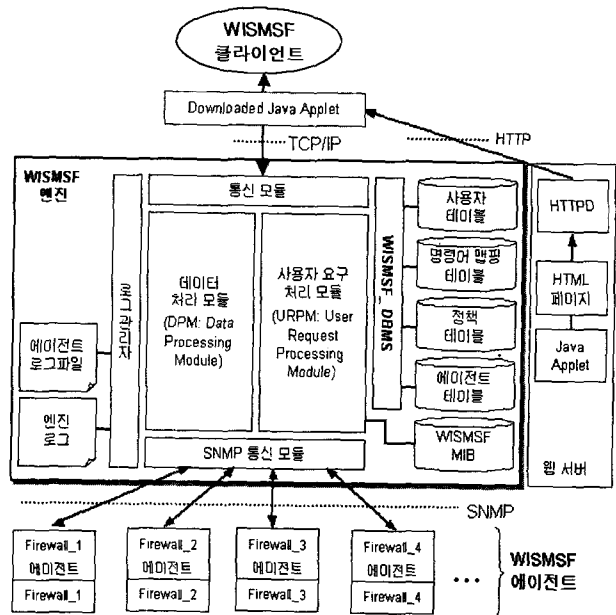 WISMSF
클라이언트
Downloaded Java Applet
TCP/IP
HTTP
WISMSF
엔진
통신 모듈
로그 관리자
데이터
처리 모듈
(DPM: Data
Processing
Module)
사용자 요구
처리 모듈
(URPM: User
Request
Processing
Module)
WISMSF_DBMS
사용자
테이블
명령어 맵핑
테이블
정책
테이블
에이전트
테이블
WISMSF
MIB
에이전트
로그파일
엔진
로그
SNMP 통신 모듈
HTTPD
HTML
페이지
Java
Applet
웹 서버
SNMP
Firewall_1
에이전트
Firewall_1
Firewall_2
에이전트
Firewall_2
Firewall_3
에이전트
Firewall_3
Firewall_4
에이전트
Firewall_4
...
WISMSF
에이전트